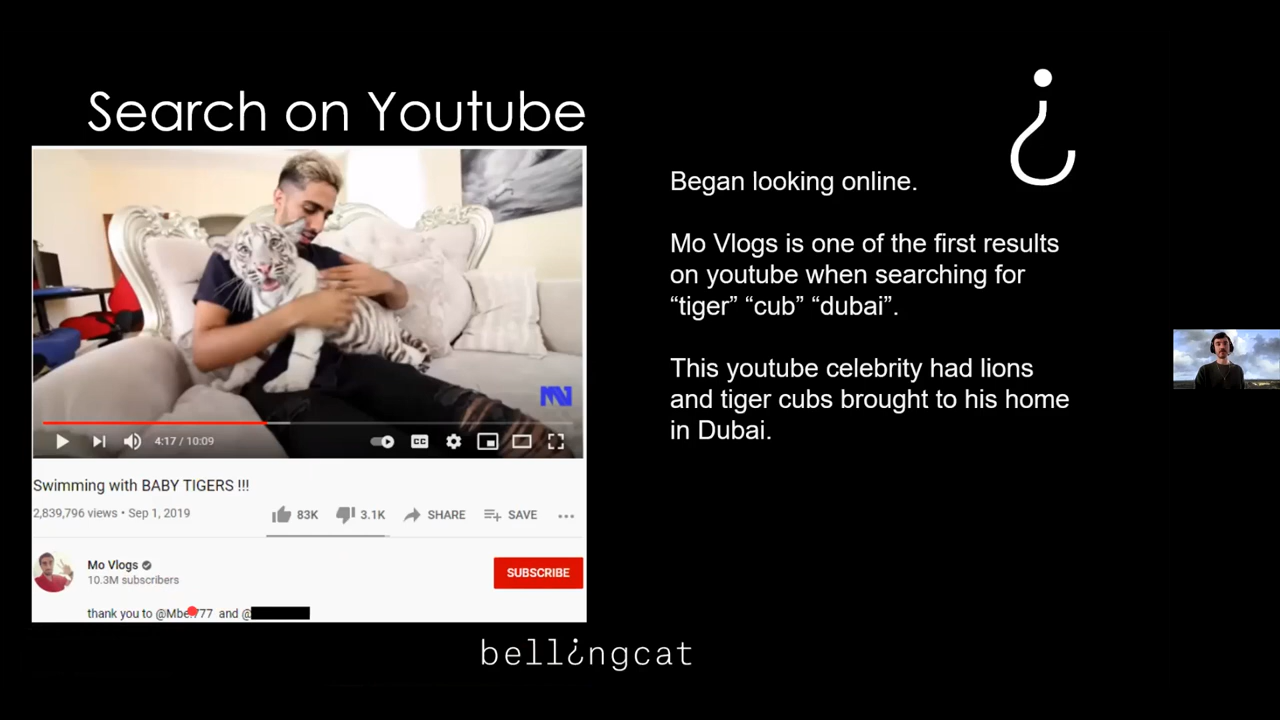 Search on Youtube
4:17 / 10:09
CC
Swimming with BABY TIGERS !!!
2,839,796 views • Sep 1, 2019
83K
3.1K
SHARE
SAVE
Mo Vlogs
10.3M subscribers
SUBSCRIBE
thank you to and @
Began looking online.
Mo Vlogs is one of the first results
on youtube when searching for
“tiger” “cub” “dubai”.
This youtube celebrity had lions
and tiger cubs brought to his home
in Dubai.
bell¿ngcat